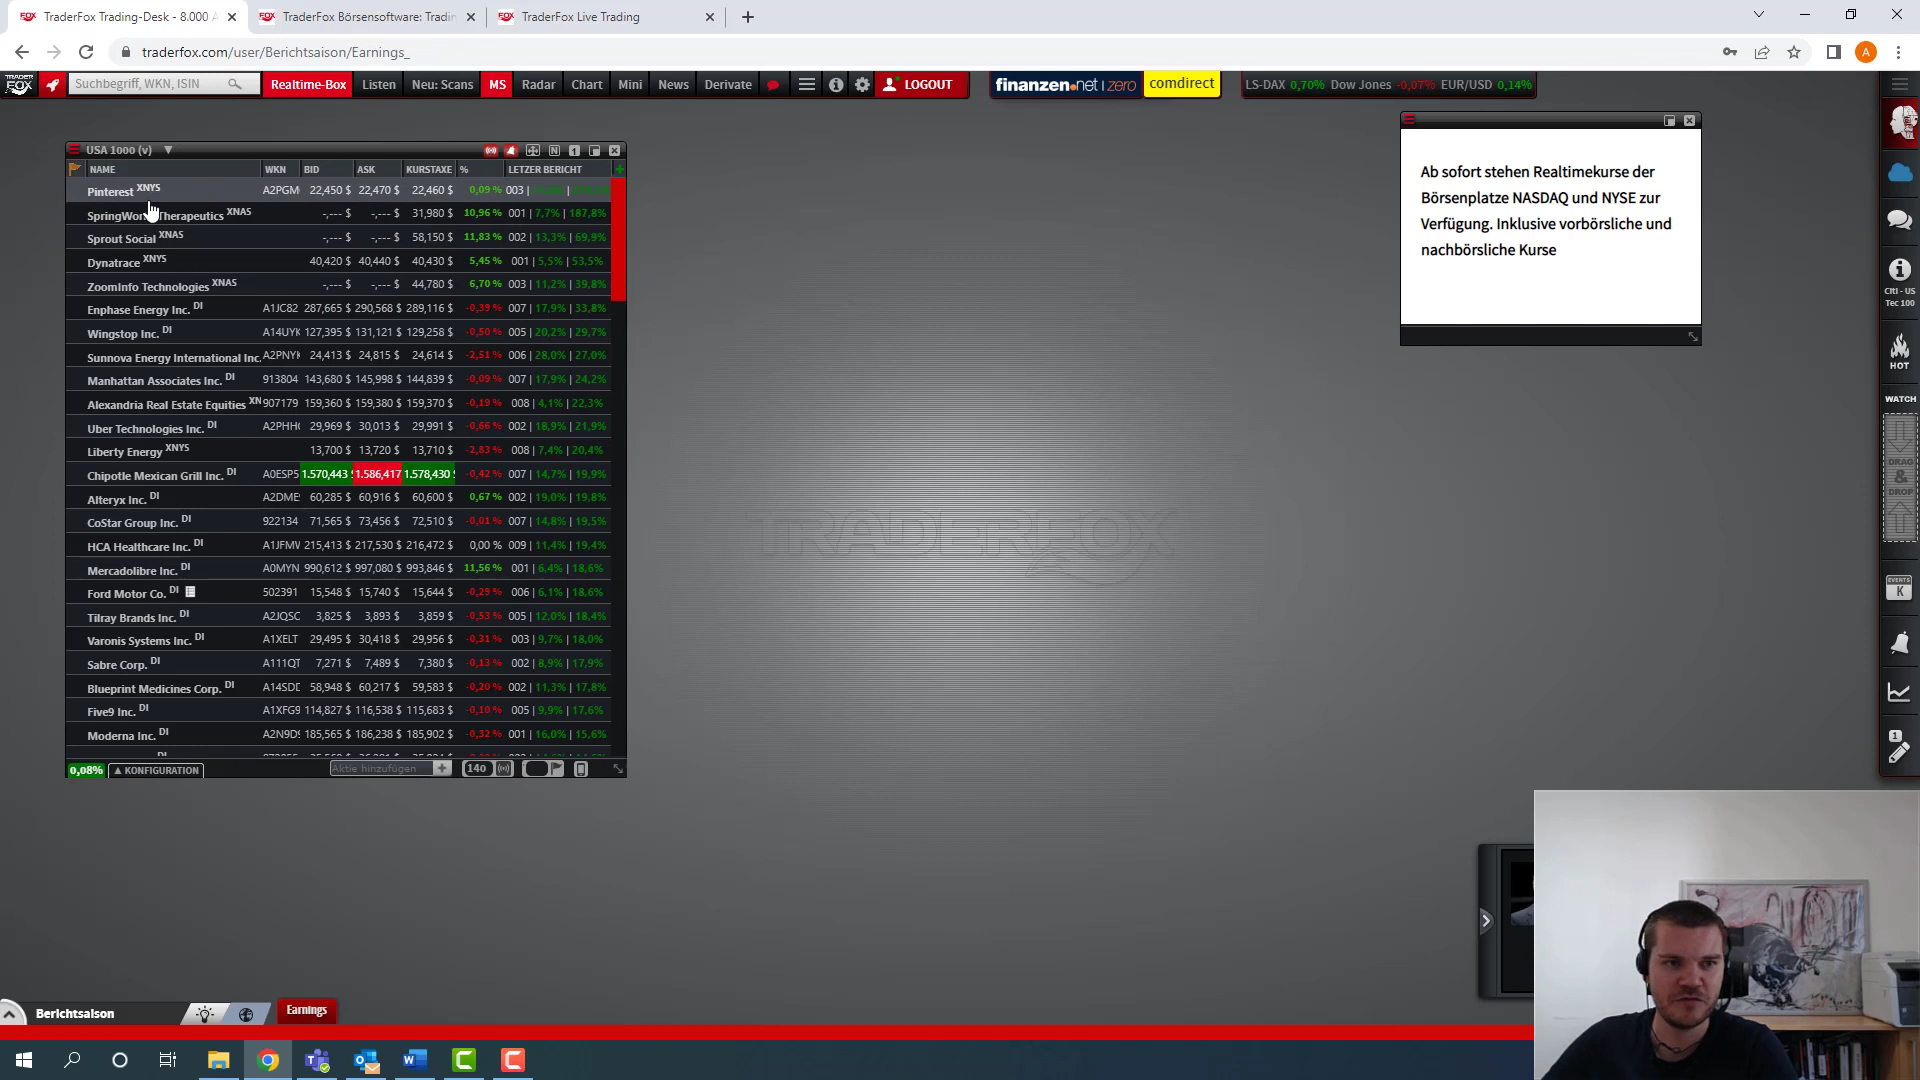 TraderFox Trading-Desk - 8.000 A
TraderFox Börsensoftware: Tradin
TraderFox Live Trading
traderfox.com/user/Berichtsaison/Earnings_
A
TRADER FOX
Suchbegriff, WKN, ISIN
Realtime-Box
Listen
Neu: Scans
MS
Radar
Chart
Mini
News
Derivate
LOGOUT
finanzen.net | zero
comdirect
LS-DAX 0,70% Dow Jones -0,07% EUR/USD 0,14%
USA 1000 (v)
N 1
NAME WKN BID ASK KURSTAXE % LETZER BERICHT
Pinterest XNYS A2PGM 22,450 $ 22,470 $ 22,460 $ 0,09 % 003 |
SpringWor Therapeutics XNAS -,--- $ -,--- $ 31,980 $ 10,96 % 001 | 7,7% | 187,8%
Sprout Social XNAS -,--- $ -,--- $ 58,150 $ 11,83 % 002 | 13,3% | 69,9%
Dynatrace XNYS 40,420 $ 40,440 $ 40,430 $ 5,45 % 001 | 5,5% | 53,5%
ZoomInfo Technologies XNAS -,--- $ -,--- $ 44,780 $ 6,70 % 003 | 11,2% | 39,8%
Enphase Energy Inc. DI A1JC82 287,665 $ 290,568 $ 289,116 $ -0,39 % 007 | 17,9% | 33,8%
Wingstop Inc. DI A14UYK 127,395 $ 131,121 $ 129,258 $ -0,50 % 005 | 20,2% | 29,7%
Sunnova Energy International Inc. A2PNYK 24,413 $ 24,815 $ 24,614 $ -2,51 % 006 | 28,0% | 27,0%
Manhattan Associates Inc. DI 913804 143,680 $ 145,998 $ 144,839 $ -0,09 % 007 | 17,9% | 24,2%
Alexandria Real Estate Equities XN 907179 159,360 $ 159,380 $ 159,370 $ -0,19 % 008 | 4,1% | 22,3%
Uber Technologies Inc. DI A2PHH 29,969 $ 30,013 $ 29,991 $ -0,66 % 002 | 18,9% | 21,9%
Liberty Energy XNYS 13,700 $ 13,720 $ 13,710 $ -2,83 % 008 | 7,4% | 20,4%
Chipotle Mexican Grill Inc. DI A0ESP5 1.570,443 1.586,417 1.578,430 $ -0,42 % 007 | 14,7% | 19,9%
Alteryx Inc. DI A2DME 60,285 $ 60,916 $ 60,600 $ 0,67 % 002 | 19,0% | 19,8%
CoStar Group Inc. DI 922134 71,565 $ 73,456 $ 72,510 $ -0,01 % 007 | 14,8% | 19,5%
HCA Healthcare Inc. DI A1JFMV 215,413 $ 217,530 $ 216,472 $ 0,00 % 009 | 11,4% | 19,4%
Mercadolibre Inc. DI A0MYN 990,612 $ 997,080 $ 993,846 $ 11,56 % 001 | 6,4% | 18,6%
Ford Motor Co. DI 502391 15,548 $ 15,740 $ 15,644 $ -0,29 % 006 | 6,1% | 18,6%
Tilray Brands Inc. DI A2JQSC 3,825 $ 3,893 $ 3,859 $ -0,53 % 005 | 12,0% | 18,4%
Varonis Systems Inc. DI A1XELT 29,495 $ 30,418 $ 29,956 $ -0,31 % 003 | 9,7% | 18,0%
Sabre Corp. DI A111QT 7,271 $ 7,489 $ 7,380 $ -0,13 % 002 | 8,9% | 17,9%
Blueprint Medicines Corp. DI A14SDD 58,948 $ 60,217 $ 59,583 $ -0,20 % 002 | 11,3% | 17,8%
Five9 Inc. DI A1XFG9 114,827 $ 116,538 $ 115,683 $ -0,10 % 005 | 9,9% | 17,6%
Moderna Inc. DI A2N9D 185,565 $ 186,238 $ 185,902 $ -0,32 % 001 | 16,0% | 15,6%
0,08%
KONFIGURATION
Aktie hinzufügen
140
Ab sofort stehen Realtimekurse der
Börsenplatze NASDAQ und NYSE zur
Verfügung. Inklusive vorbörsliche und
nachbörsliche Kurse
TRADERFOX
Citi - US
Tec 100
HOT
WATCH
DRAG
&
DROP
EVENTS
K
1
Berichtsaison
Earnings